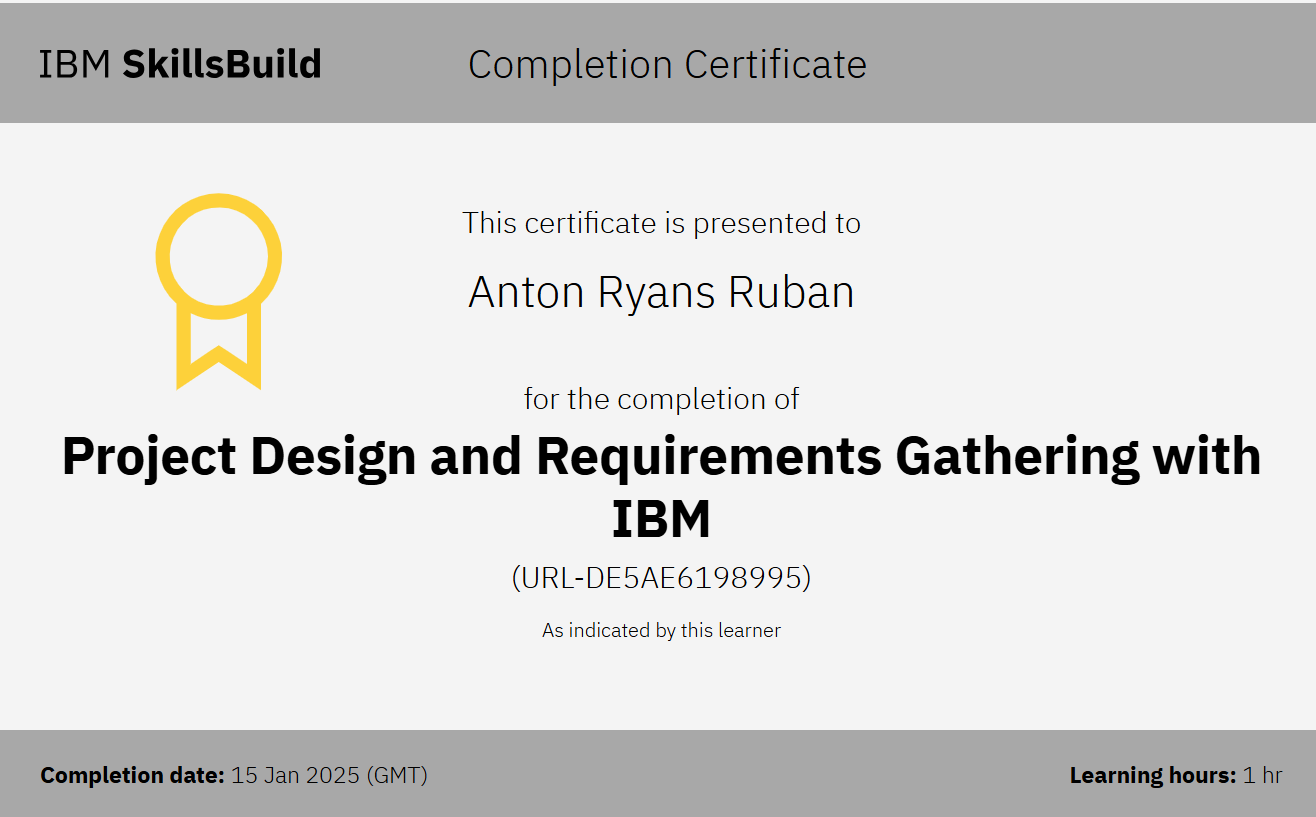 IBM SkillsBuild
Completion Certificate
This certificate is presented to
Anton Ryans Ruban
for the completion of
Project Design and Requirements Gathering with
IBM
(URL-DE5AE6198995)
As indicated by this learner
Completion date: 15 Jan 2025 (GMT)
Learning hours: 1 hr